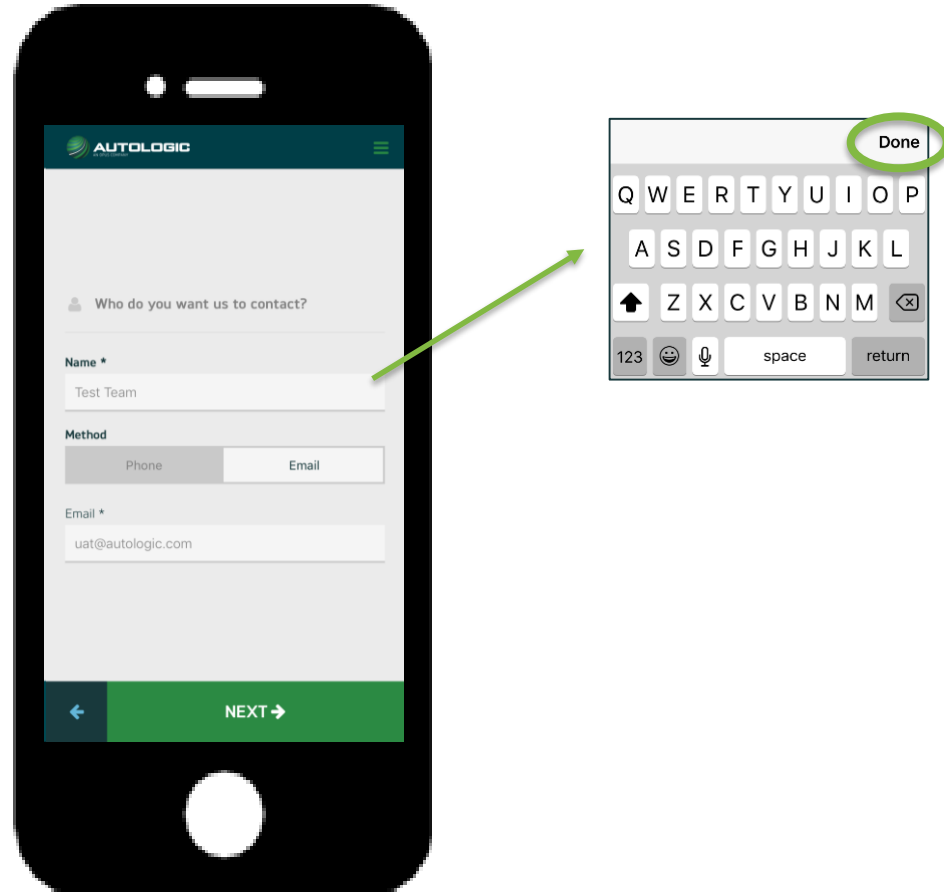 AUTOLOGIC
Who do you want us to contact?
Name *
Test Team
Method
Phone Email
Email *
uat@autologic.com
NEXT
Done
Q W E R T Y U I O P
A S D F G H J K L
Z X C V B N M
123 space return